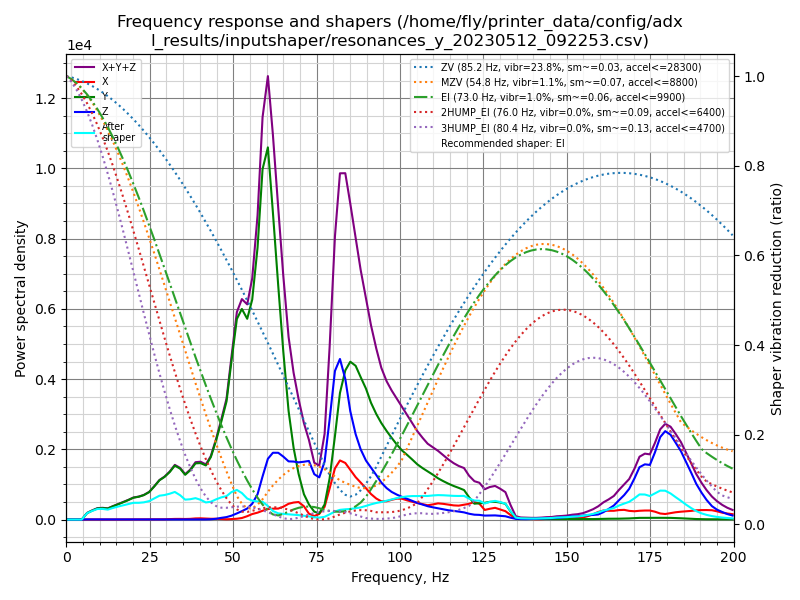 Frequency response and shapers (/home/fly/printer_data/config/adx
l_results/inputshaper/resonances_y_20230512_092253.csv)
1e4
X+Y+Z
X
Y
Z
After
shaper
ZV (85.2 Hz, vibr=23.8%, sm~=0.03, accel<=28300)
MZV (54.8 Hz, vibr=1.1%, sm~=0.07, accel<=8800)
EI (73.0 Hz, vibr=1.0%, sm~=0.06, accel<=9900)
2HUMP_EI (76.0 Hz, vibr=0.0%, sm~=0.09, accel<=6400)
3HUMP_EI (80.4 Hz, vibr=0.0%, sm~=0.13, accel<=4700)
Recommended shaper: EI
Power spectral density
1.2
1.0
0.8
0.6
0.4
0.2
0.0
1.0
0.8
0.6
0.4
0.2
0.0
Shaper vibration reduction (ratio)
0 25 50 75 100 125 150 175 200
Frequency, Hz